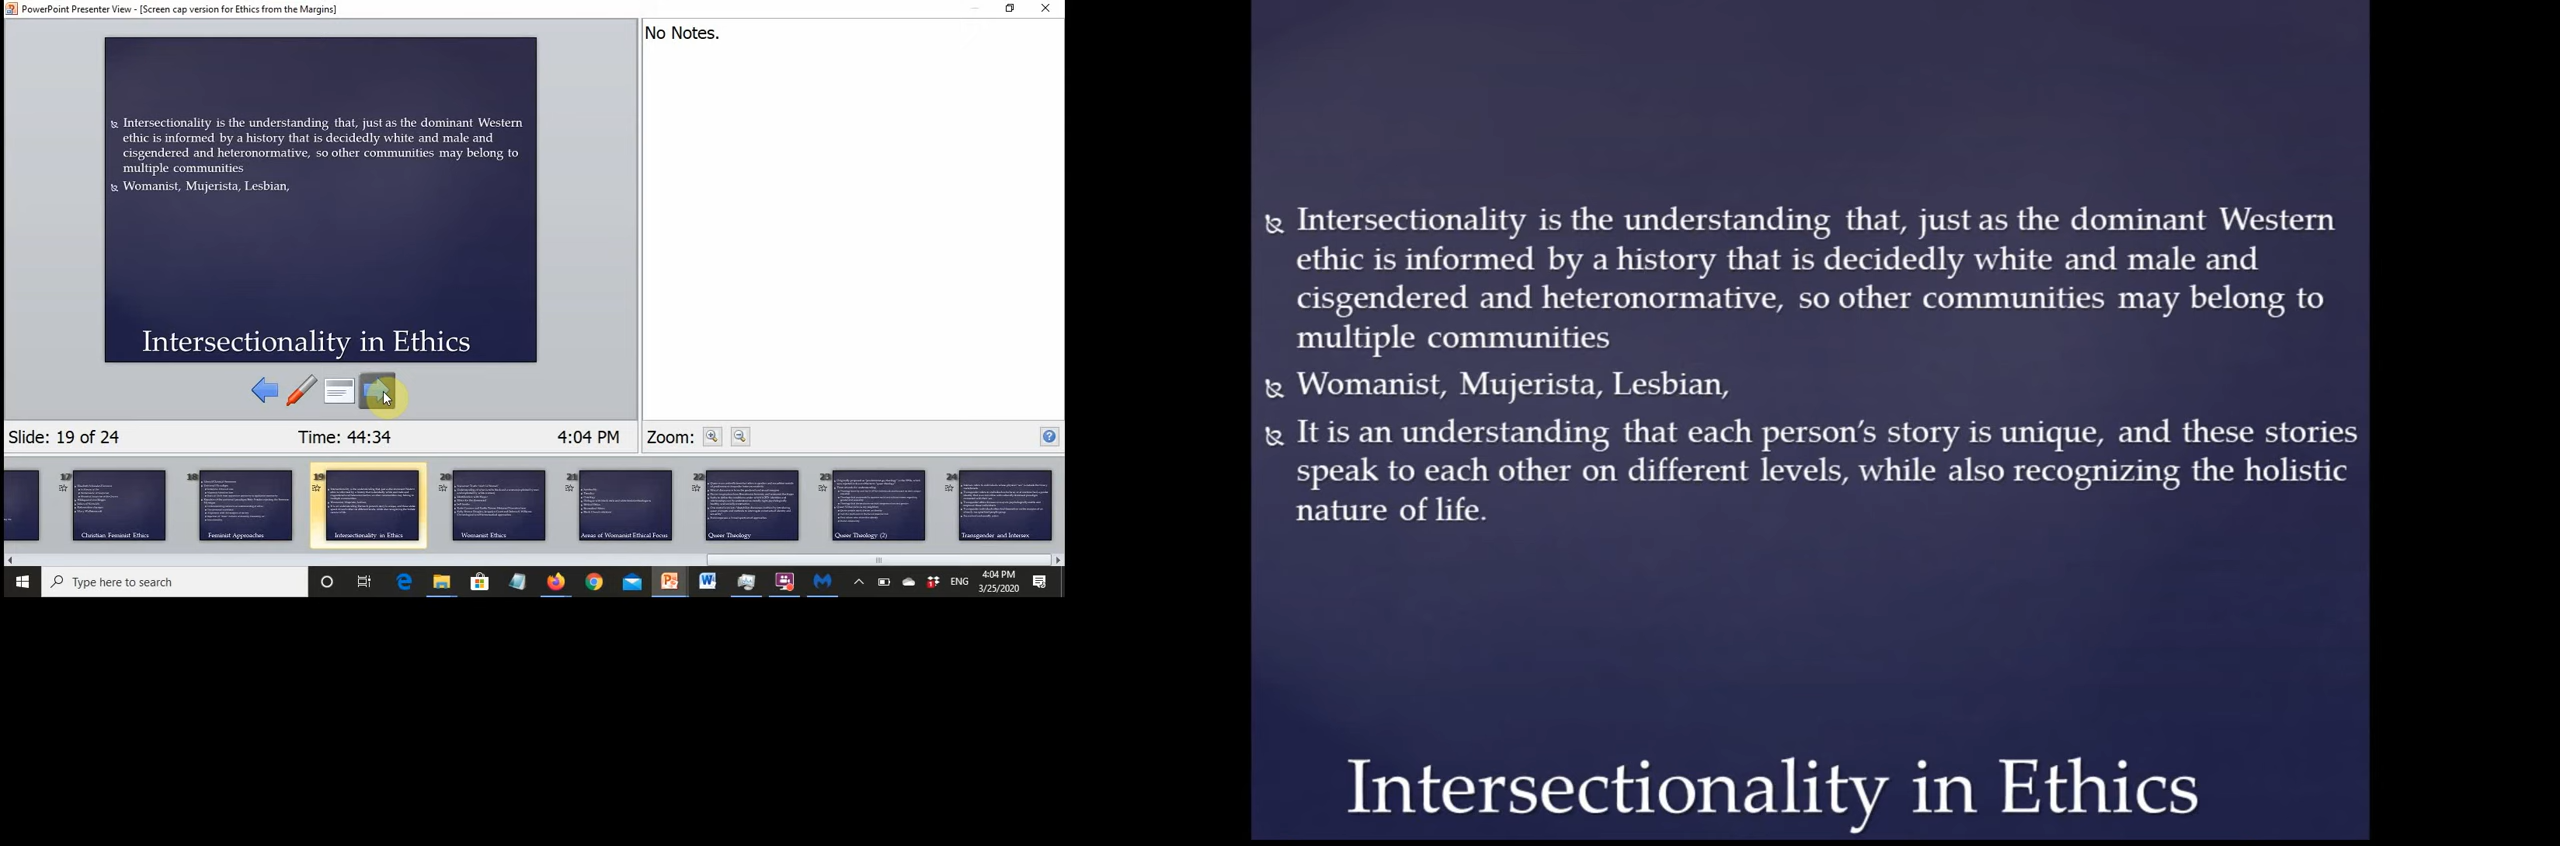 PowerPoint Presenter View - [Screen cap version for Ethics from the Margins]
No Notes.
Intersectionality is the understanding that, just as the dominant Western
ethic is informed by a history that is decidedly white and male and
cisgendered and heteronormative, so other communities may belong to
multiple communities
Womanist, Mujerista, Lesbian,
Intersectionality in Ethics
Slide: 19 of 24
Time: 44:34
4:04 PM
Zoom:
17
18
19
20
21
22
23
24
Christian Feminist Ethics
Feminist Approaches
Intersectionality in Ethics
Womanist Ethics
Areas of Womanist Ethical Focus
Queer Theology
Queer Theology (2)
Transgender and Intersex
Type here to search
ENG
4:04 PM
3/25/2020
Intersectionality is the understanding that, just as the dominant Western
ethic is informed by a history that is decidedly white and male and
cisgendered and heteronormative, so other communities may belong to
multiple communities
Womanist, Mujerista, Lesbian,
It is an understanding that each person's story is unique, and these stories
speak to each other on different levels, while also recognizing the holistic
nature of life.
Intersectionality in Ethics